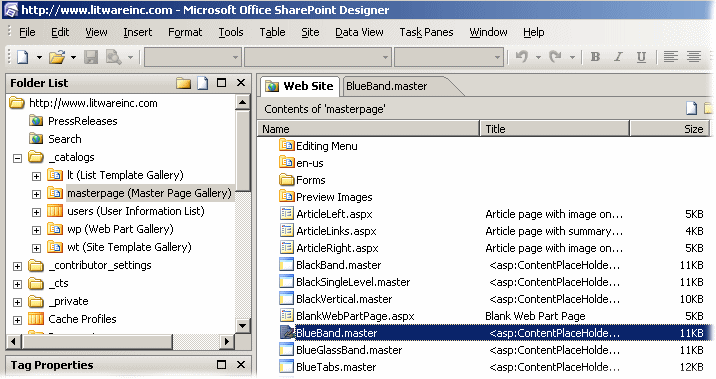 http://www.litwareinc.com - Microsoft Office SharePoint Designer
File Edit View Insert Format Tools Table Site Data View Task Panes Window Help
B I U
Folder List
http://www.litwareinc.com
PressReleases
Search
_catalogs
lt (List Template Gallery)
masterpage (Master Page Gallery)
users (User Information List)
wp (Web Part Gallery)
wt (Site Template Gallery)
_contributor_settings
_cts
_private
Cache Profiles
Tag Properties
Web Site BlueBand.master
Contents of 'masterpage'
Name Title Size
Editing Menu
en-us
Forms
Preview Images
ArticleLeft.aspx Article page with image on... 5KB
ArticleLinks.aspx Article page with summary... 4KB
ArticleRight.aspx Article page with image on... 5KB
BlackBand.master <asp:ContentPlaceHolde... 11KB
BlackSingleLevel.master <asp:ContentPlaceHolde... 11KB
BlackVertical.master <asp:ContentPlaceHolde... 10KB
BlankWebPartPage.aspx Blank Web Part Page 5KB
BlueBand.master <asp:ContentPlaceHolde... 11KB
BlueGlassBand.master <asp:ContentPlaceHolde... 11KB
BlueTabs.master <asp:ContentPlaceHolde... 12KB